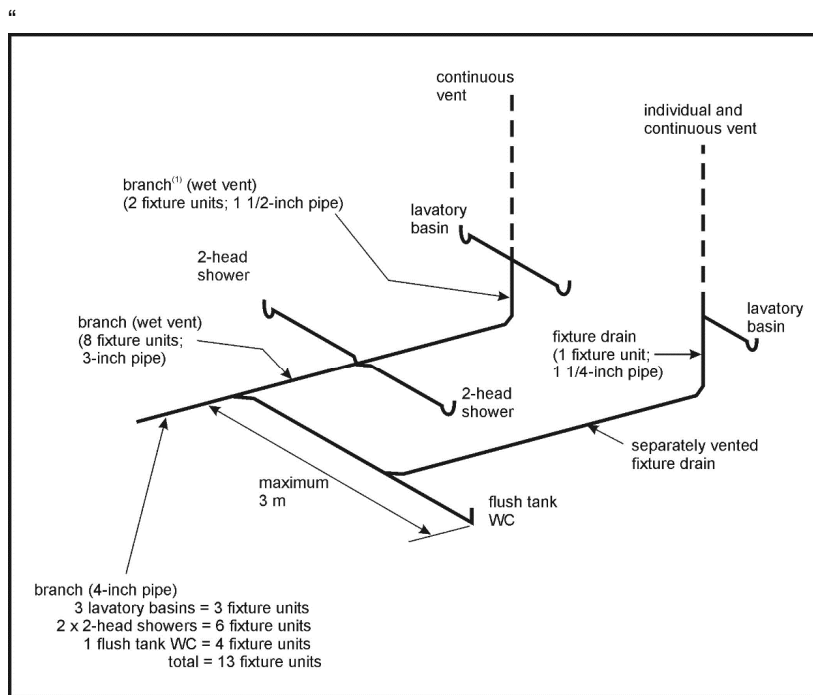 “
continuous
vent
individual and
continuous vent
branch(1) (wet vent)
(2 fixture units; 1 1/2-inch pipe)
lavatory
basin
2-head
shower
branch (wet vent)
(8 fixture units;
3-inch pipe)
fixture drain
(1 fixture unit;
1 1/4-inch pipe)
lavatory
basin
2-head
shower
separately vented
fixture drain
maximum
3 m
flush tank
WC
branch (4-inch pipe)
3 lavatory basins = 3 fixture units
2 x 2-head showers = 6 fixture units
1 flush tank WC = 4 fixture units
total = 13 fixture units